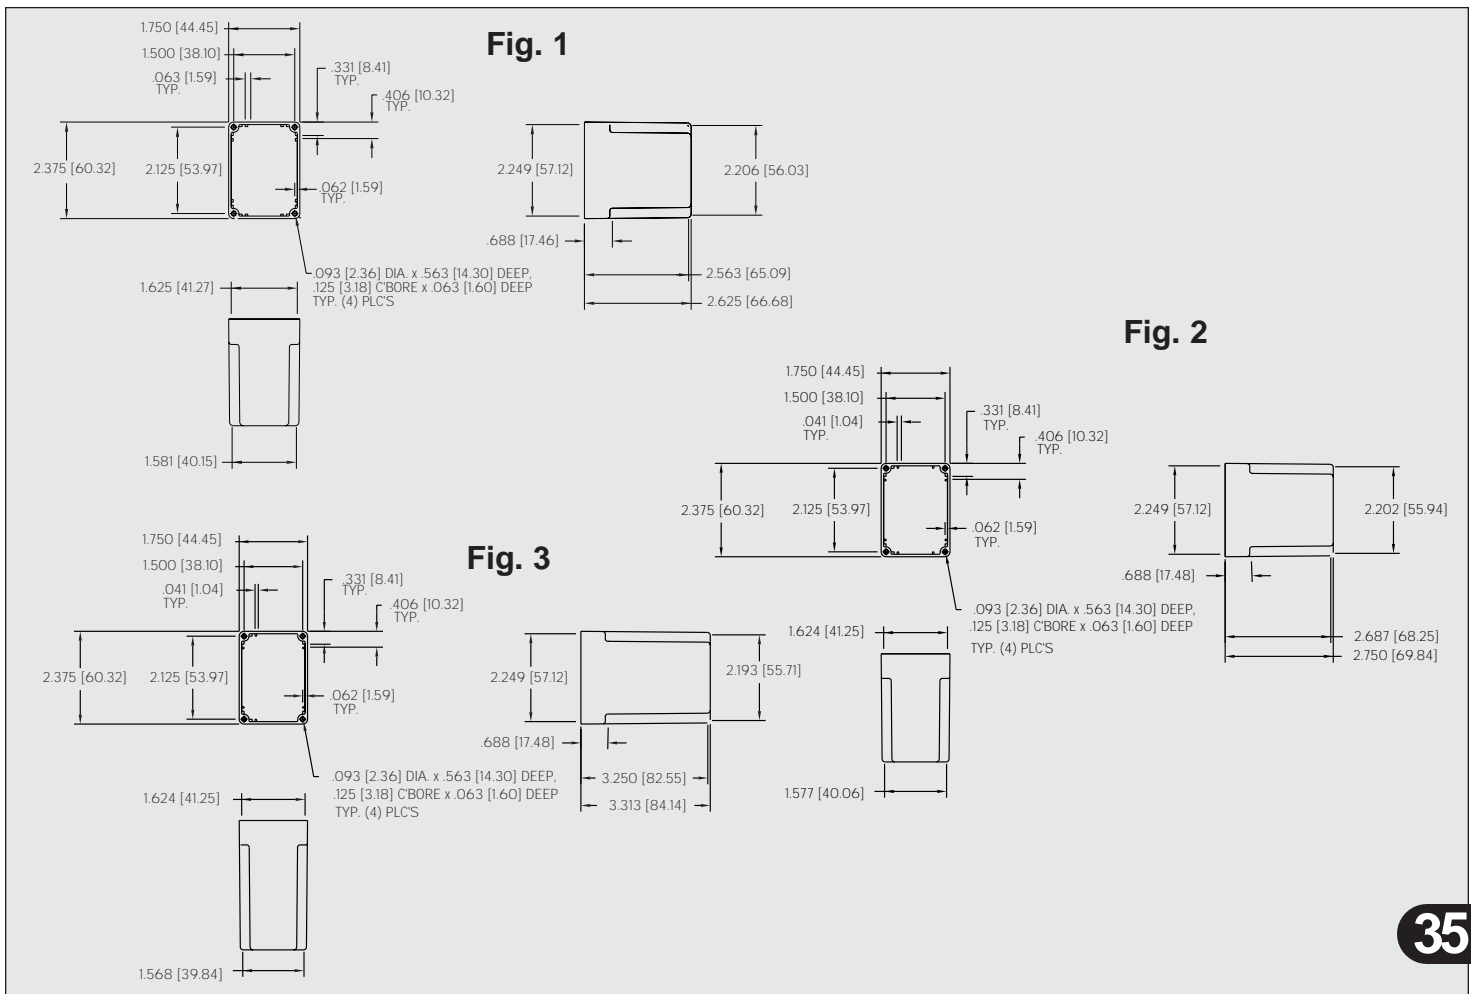 Fig. 1
1.750 [44.45]
1.500 [38.10]
.063 [1.59]
TYP.
.331 [8.41]
TYP.
.406 [10.32]
TYP.
2.375 [60.32]
2.125 [53.97]
.062 [1.59]
TYP.
2.249 [57.12]
2.206 [56.03]
.688 [17.46]
.093 [2.36] DIA. x .563 [14.30] DEEP,
.125 [3.18] C'BORE x .063 [1.60] DEEP
TYP. (4) PLC'S
2.563 [65.09]
2.625 [66.68]
1.625 [41.27]
1.581 [40.15]
Fig. 2
1.750 [44.45]
1.500 [38.10]
.041 [1.04]
TYP.
.331 [8.41]
TYP.
.406 [10.32]
TYP.
2.375 [60.32]
2.125 [53.97]
.062 [1.59]
TYP.
2.249 [57.12]
2.202 [55.94]
.688 [17.48]
.093 [2.36] DIA. x .563 [14.30] DEEP,
.125 [3.18] C'BORE x .063 [1.60] DEEP
TYP. (4) PLC'S
2.687 [68.25]
2.750 [69.84]
1.624 [41.25]
1.577 [40.06]
Fig. 3
1.750 [44.45]
1.500 [38.10]
.041 [1.04]
TYP.
.331 [8.41]
TYP.
.406 [10.32]
TYP.
2.375 [60.32]
2.125 [53.97]
.062 [1.59]
TYP.
2.249 [57.12]
2.193 [55.71]
.688 [17.48]
.093 [2.36] DIA. x .563 [14.30] DEEP,
.125 [3.18] C'BORE x .063 [1.60] DEEP
TYP. (4) PLC'S
3.250 [82.55]
3.313 [84.14]
1.624 [41.25]
1.568 [39.84]
35